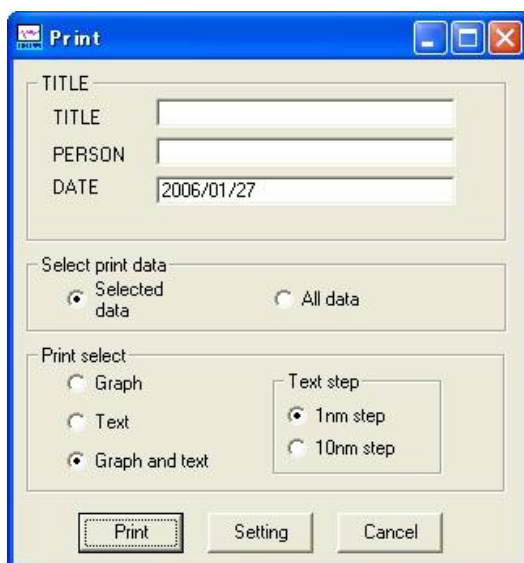 Print
TITLE
TITLE
PERSON
DATE 2006/01/27
Select print data
Selected
data
All data
Print select
Graph
Text
Graph and text
Text step
1nm step
10nm step
Print Setting Cancel